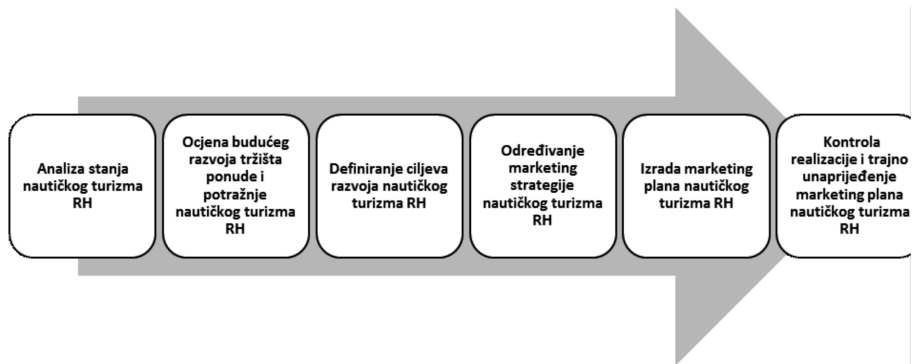 Analiza stanja
nautičkog turizma
RH
Ocjena budućeg
razvoja tržišta
ponude i
potražnje
nautičkog turizma
RH
Definiranje ciljeva
razvoja nautičkog
turizma RH
Određivanje
marketing
strategije
nautičkog turizma
RH
Izrada marketing
plana nautičkog
turizma RH
Kontrola
realizacije i trajno
unaprijeđenje
marketing plana
nautičkog turizma
RH